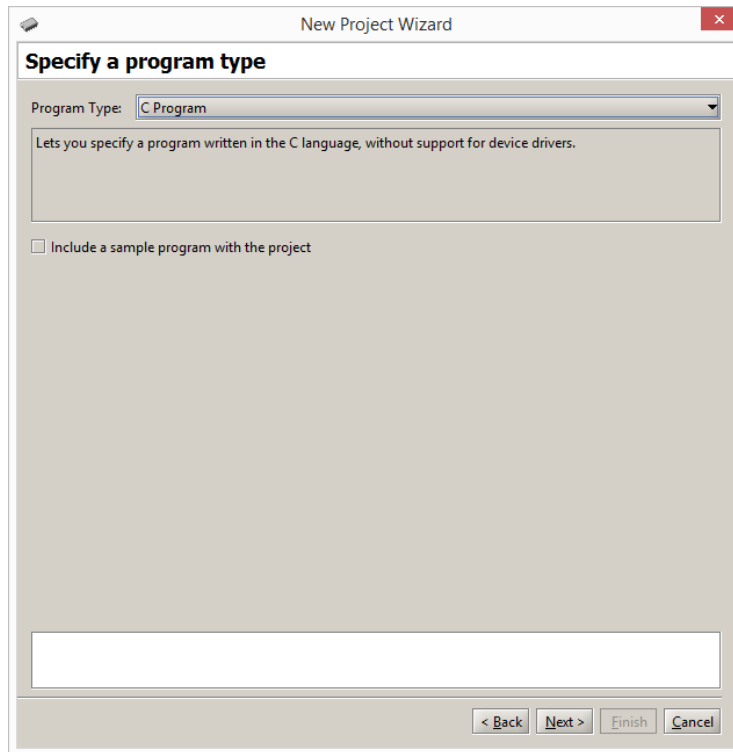 New Project Wizard
Specify a program type
Program Type: C Program
Lets you specify a program written in the C language, without support for device drivers.
Include a sample program with the project
< Back Next > Finish Cancel